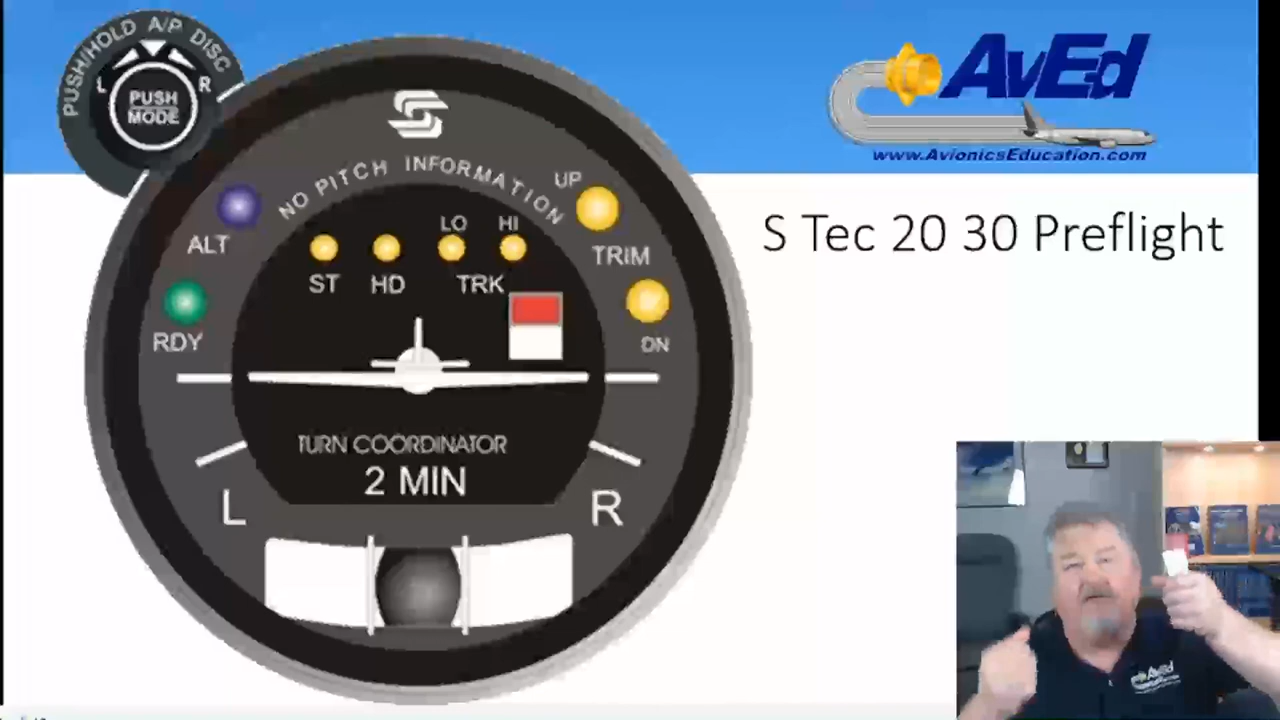 PUSH/HOLD A/P DISC
L R
PUSH
MODE
AvEd
www.AvionicsEducation.com
NO PITCH INFORMATION
UP
ALT
LO HI
TRIM
ST HD TRK
RDY
DN
S Tec 20 30 Preflight
TURN COORDINATOR
2 MIN
L R
AvEd